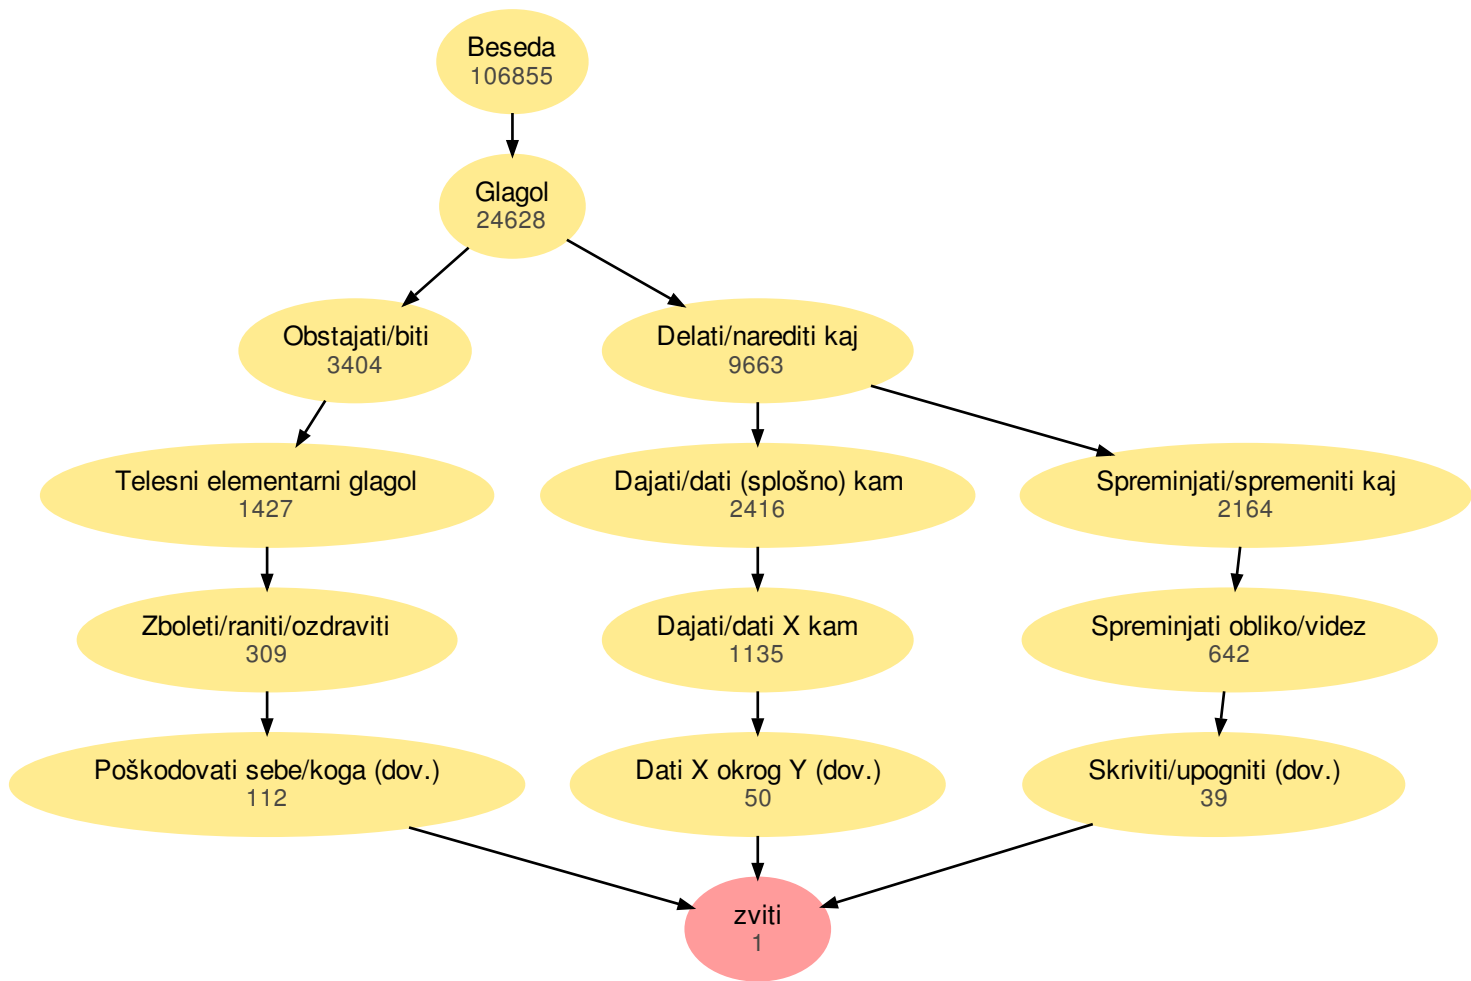 Beseda
106855
Glagol
24628
Obstajati/biti
3404
Delati/narediti kaj
9663
Telesni elementarni glagol
1427
Dajati/dati (splošno) kam
2416
Spreminjati/spremeniti kaj
2164
Zboleti/raniti/ozdraviti
309
Dajati/dati X kam
1135
Spreminjati obliko/videz
642
Poškodovati sebe/koga (dov.)
112
Dati X okrog Y (dov.)
50
Skriviti/upogniti (dov.)
39
zviti
1